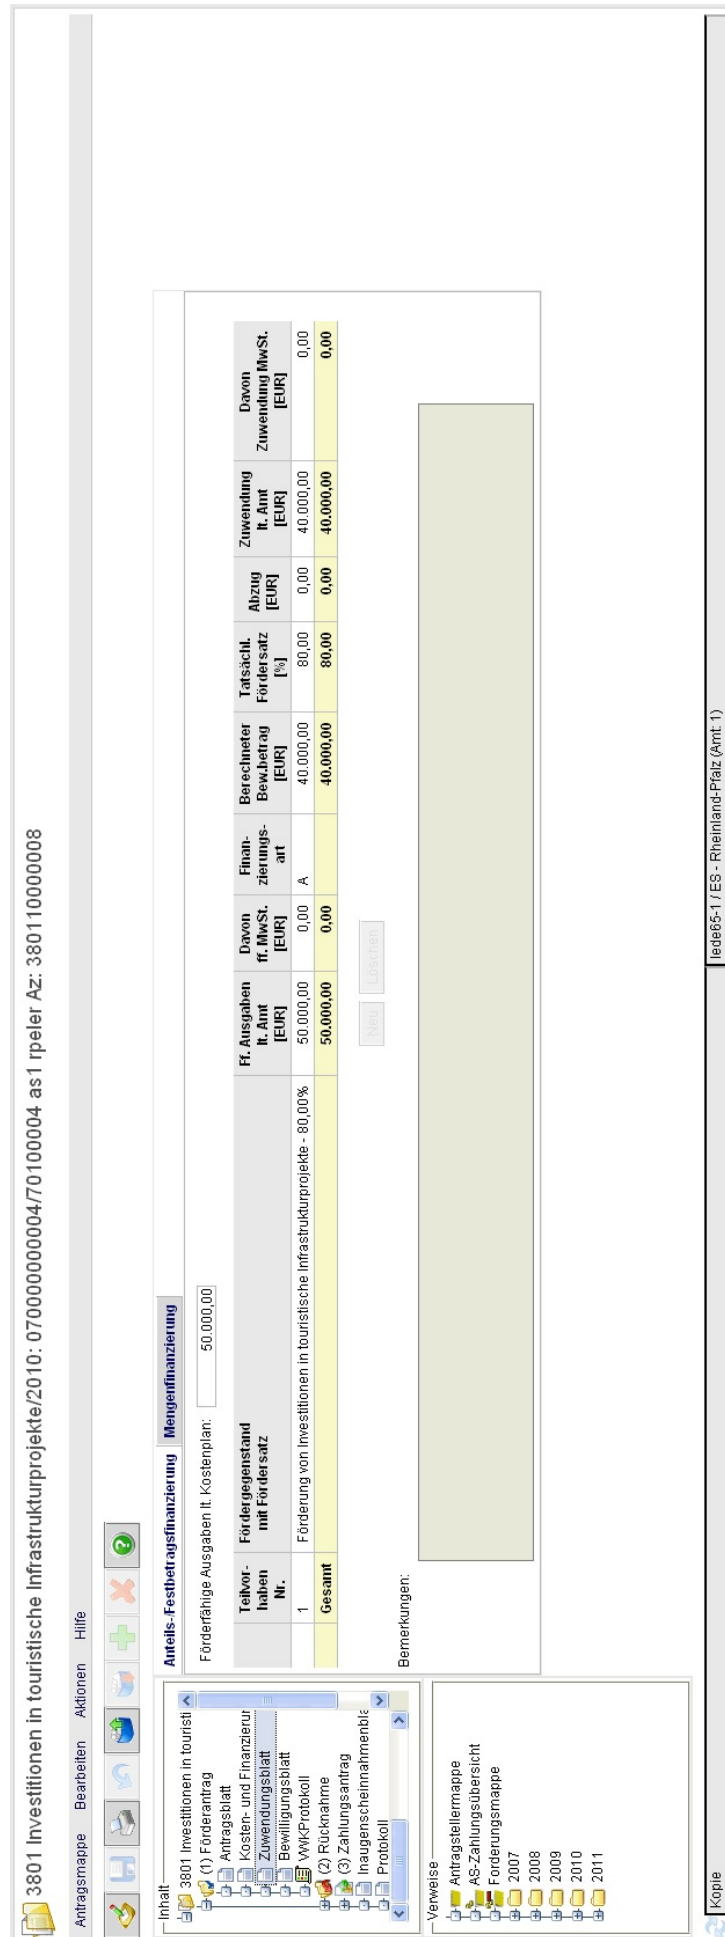 3801 Investitionen in touristische Infrastrukturprojekte/2010: 070000000004/70100004 as1 rpeler Az: 380110000008
Antragsmappe Bearbeiten Aktionen Hilfe
Inhalt
3801 Investitionen in touristi
(1) Förderantrag
Antragsblatt
Kosten- und Finanzierur
Zuwendungsblatt
Bewilligungsblatt
VWKProtokoll
(2) Rücknahme
(3) Zahlungsantrag
Inaugenscheinnahmenbla
Protokoll
Verweise
Antragstellermappe
AS-Zahlungsübersicht
Forderungsmappe
2007
2008
2009
2010
2011
Anteils-/Festbetragsfinanzierung Mengenfinanzierung
Förderfähige Ausgaben lt. Kostenplan: 50.000,00
Teilvor- Fördergegenstand Ff. Ausgaben Davon Finan- Berechneter Tatsächl. Abzug Zuwendung Davon
haben mit Fördersatz lt. Amt ff. MwSt. zierungs- Bew.betrag Fördersatz [EUR] lt. Amt Zuwendung MwSt.
Nr. [EUR] [EUR] art [EUR] [%] [EUR] [EUR]
1 Förderung von Investitionen in touristische Infrastrukturprojekte - 80,00% 50.000,00 0,00 A 40.000,00 80,00 0,00 40.000,00 0,00
Gesamt 50.000,00 0,00 40.000,00 80,00 0,00 40.000,00 0,00
Neu Löschen
Bemerkungen:
Kopie lede65-1 / ES - Rheinland-Pfalz (Amt: 1)